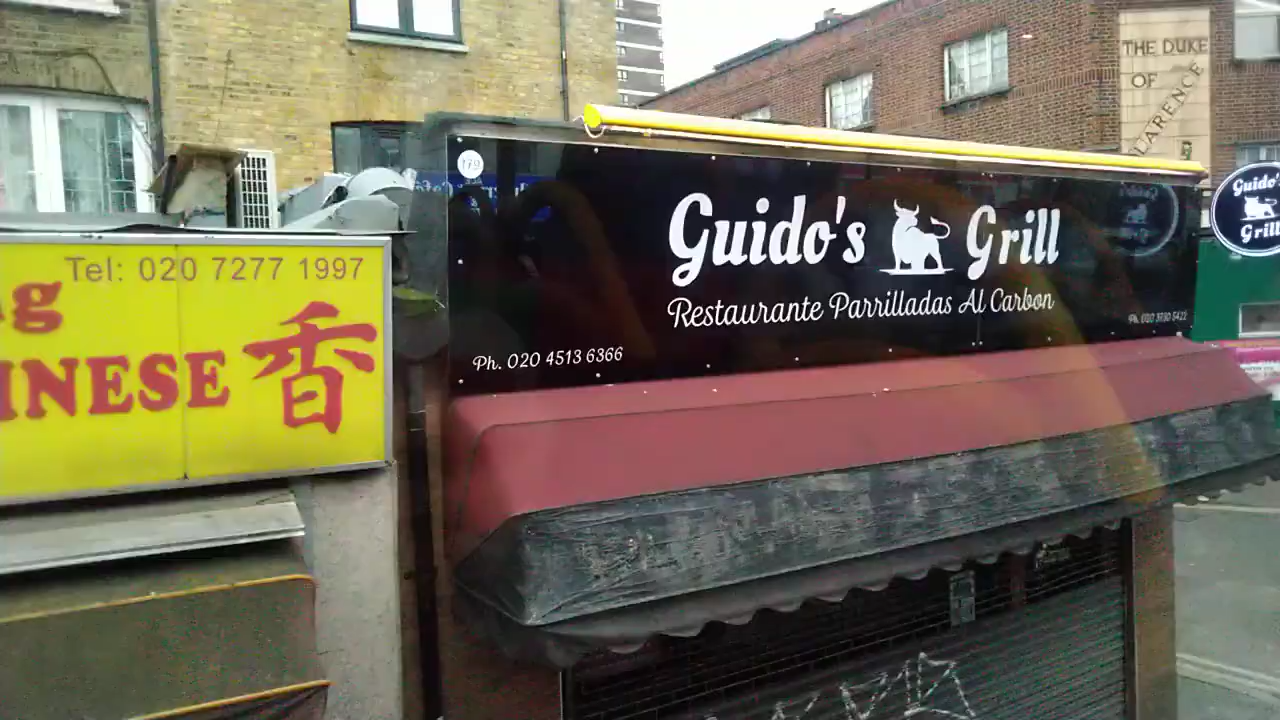 THE DUKE
OF
CLARENCE
179
Guido's Grill
Restaurante Parrilladas Al Carbon
Ph. 020 4513 6366
Guido's
Grill
Tel: 020 7277 1997
香